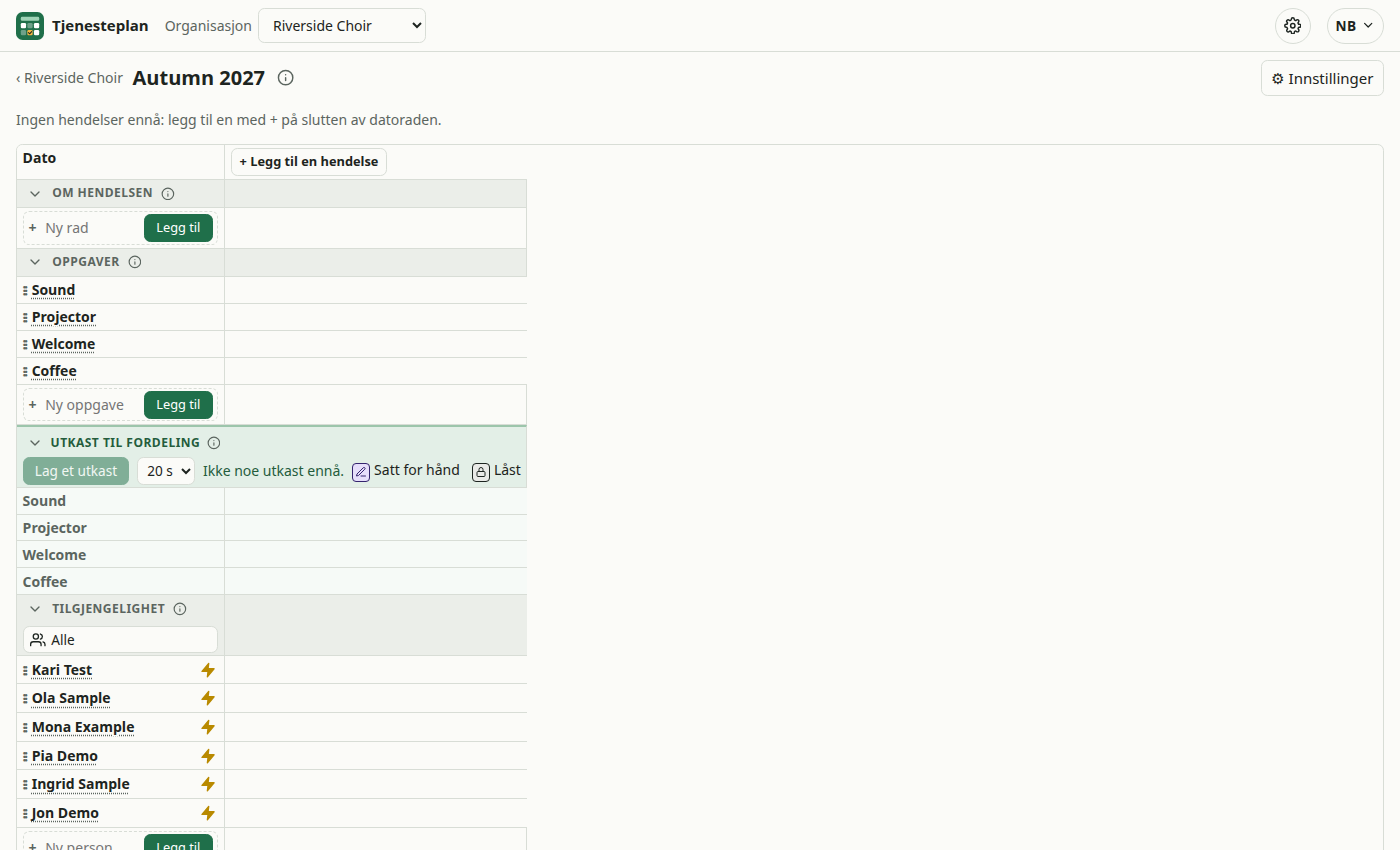 Tjenesteplan Organisasjon Riverside Choir NB
‹ Riverside Choir Autumn 2027 Innstillinger
Ingen hendelser ennå: legg til en med + på slutten av datoraden.
Dato + Legg til en hendelse
OM HENDELSEN
+ Ny rad Legg til
OPPGAVER
Sound
Projector
Welcome
Coffee
+ Ny oppgave Legg til
UTKAST TIL FORDELING
Lag et utkast 20 s Ikke noe utkast ennå. Satt for hånd Låst
Sound
Projector
Welcome
Coffee
TILGJENGELIGHET
Alle
Kari Test
Ola Sample
Mona Example
Pia Demo
Ingrid Sample
Jon Demo
+ Ny person Legg til